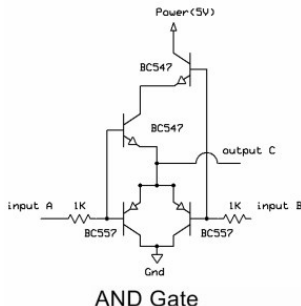 Power(5V)
BC547
BC547
output C
input A
1K
1K
input B
BC557
BC557
Gnd
AND Gate